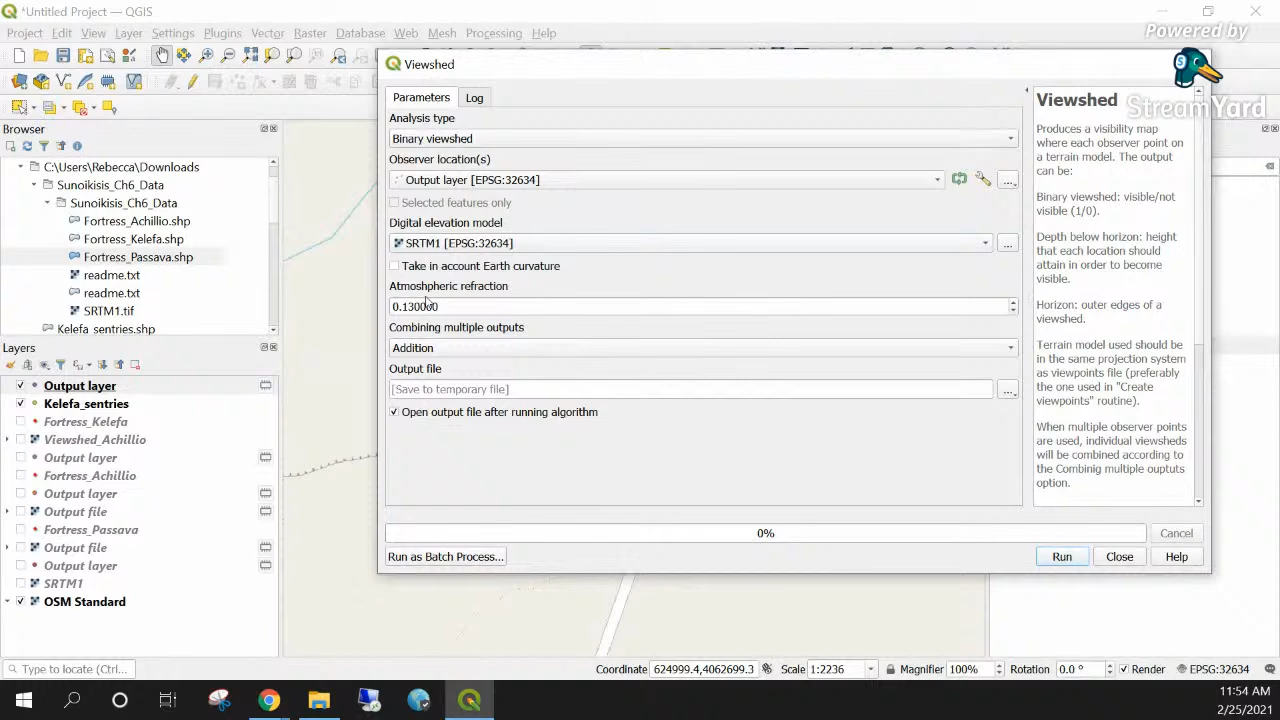 *Untitled Project — QGIS
Powered by
StreamYard
Project Edit View Layer Settings Plugins Vector Raster Database Web Mesh Processing Help
Browser
C:\Users\Rebecca\Downloads
Sunoikisis_Ch6_Data
Sunoikisis_Ch6_Data
Fortress_Achillio.shp
Fortress_Kelefa.shp
Fortress_Passava.shp
readme.txt
readme.txt
SRTM1.tif
Kelefa_sentries.shp
Layers
Output layer
Kelefa_sentries
Fortress_Kelefa
Viewshed_Achillio
Output layer
Fortress_Achillio
Output layer
Output file
Fortress_Passava
Output file
Output layer
SRTM1
OSM Standard
Viewshed
Parameters Log
Analysis type
Binary viewshed
Observer location(s)
Output layer [EPSG:32634]
...
Selected features only
Digital elevation model
SRTM1 [EPSG:32634]
...
Take in account Earth curvature
Atmoshpheric refraction
0.130000
Combining multiple outputs
Addition
Output file
[Save to temporary file]
...
Open output file after running algorithm
0%
Cancel
Run as Batch Process...
Run
Close
Help
Viewshed
Produces a visibility map
where each observer point on
a terrain model. The output
can be:
Binary viewshed: visible/not
visible (1/0).
Depth below horizon: height
that each location should
attain in order to become
visible.
Horizon: outer edges of a
viewshed.
Terrain model used should be
in the same projection system
as viewpoints file (preferably
the one used in "Create
viewpoints" routine).
When multiple observer points
are used, individual viewsheds
will be combined according to
the Combinig multiple ouptuts
option.
Type to locate (Ctrl...
Coordinate 624999.4,4062699.3
Scale 1:2236
Magnifier 100%
Rotation 0.0 °
Render
EPSG:32634
11:54 AM
2/25/2021